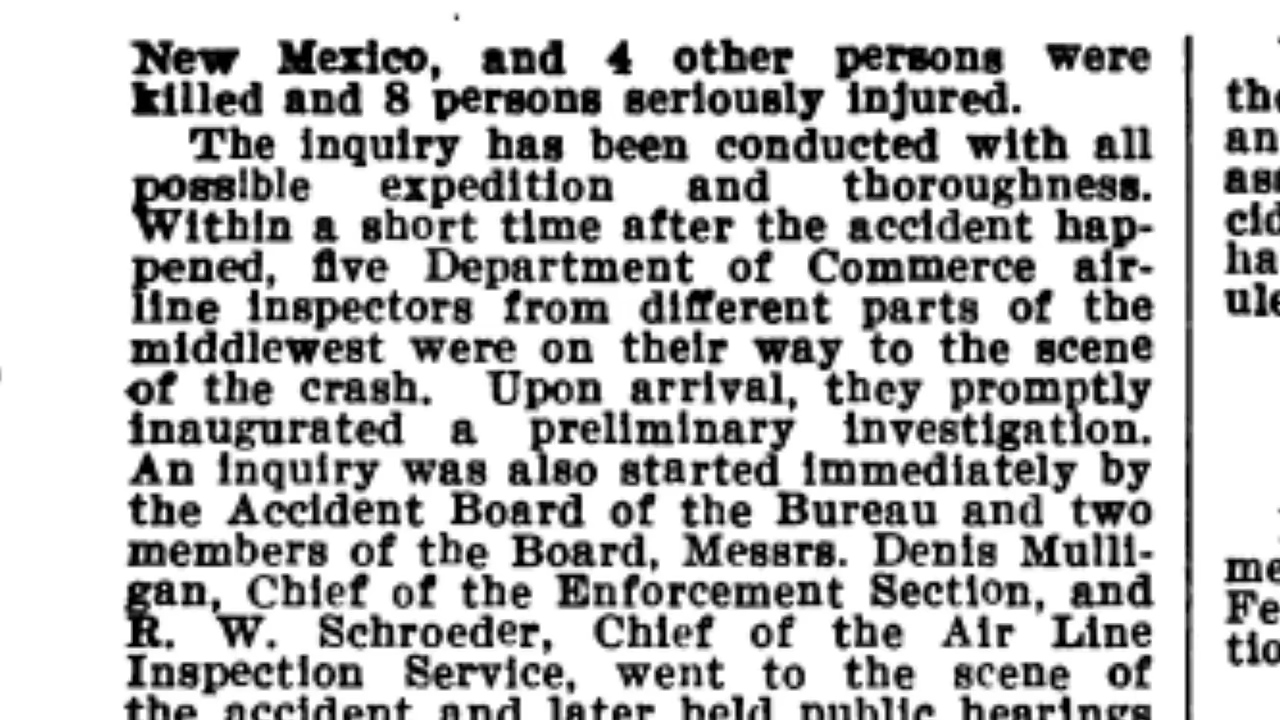 New Mexico, and 4 other persons were
killed and 8 persons seriously injured.
The inquiry has been conducted with all
possible expedition and thoroughness.
Within a short time after the accident hap-
pened, five Department of Commerce air-
line inspectors from different parts of the
middlewest were on their way to the scene
of the crash. Upon arrival, they promptly
inaugurated a preliminary investigation.
An inquiry was also started immediately by
the Accident Board of the Bureau and two
members of the Board, Messrs. Denis Mulli-
gan, Chief of the Enforcement Section, and
R. W. Schroeder, Chief of the Air Line
Inspection Service, went to the scene of
the accident and later held public hearings